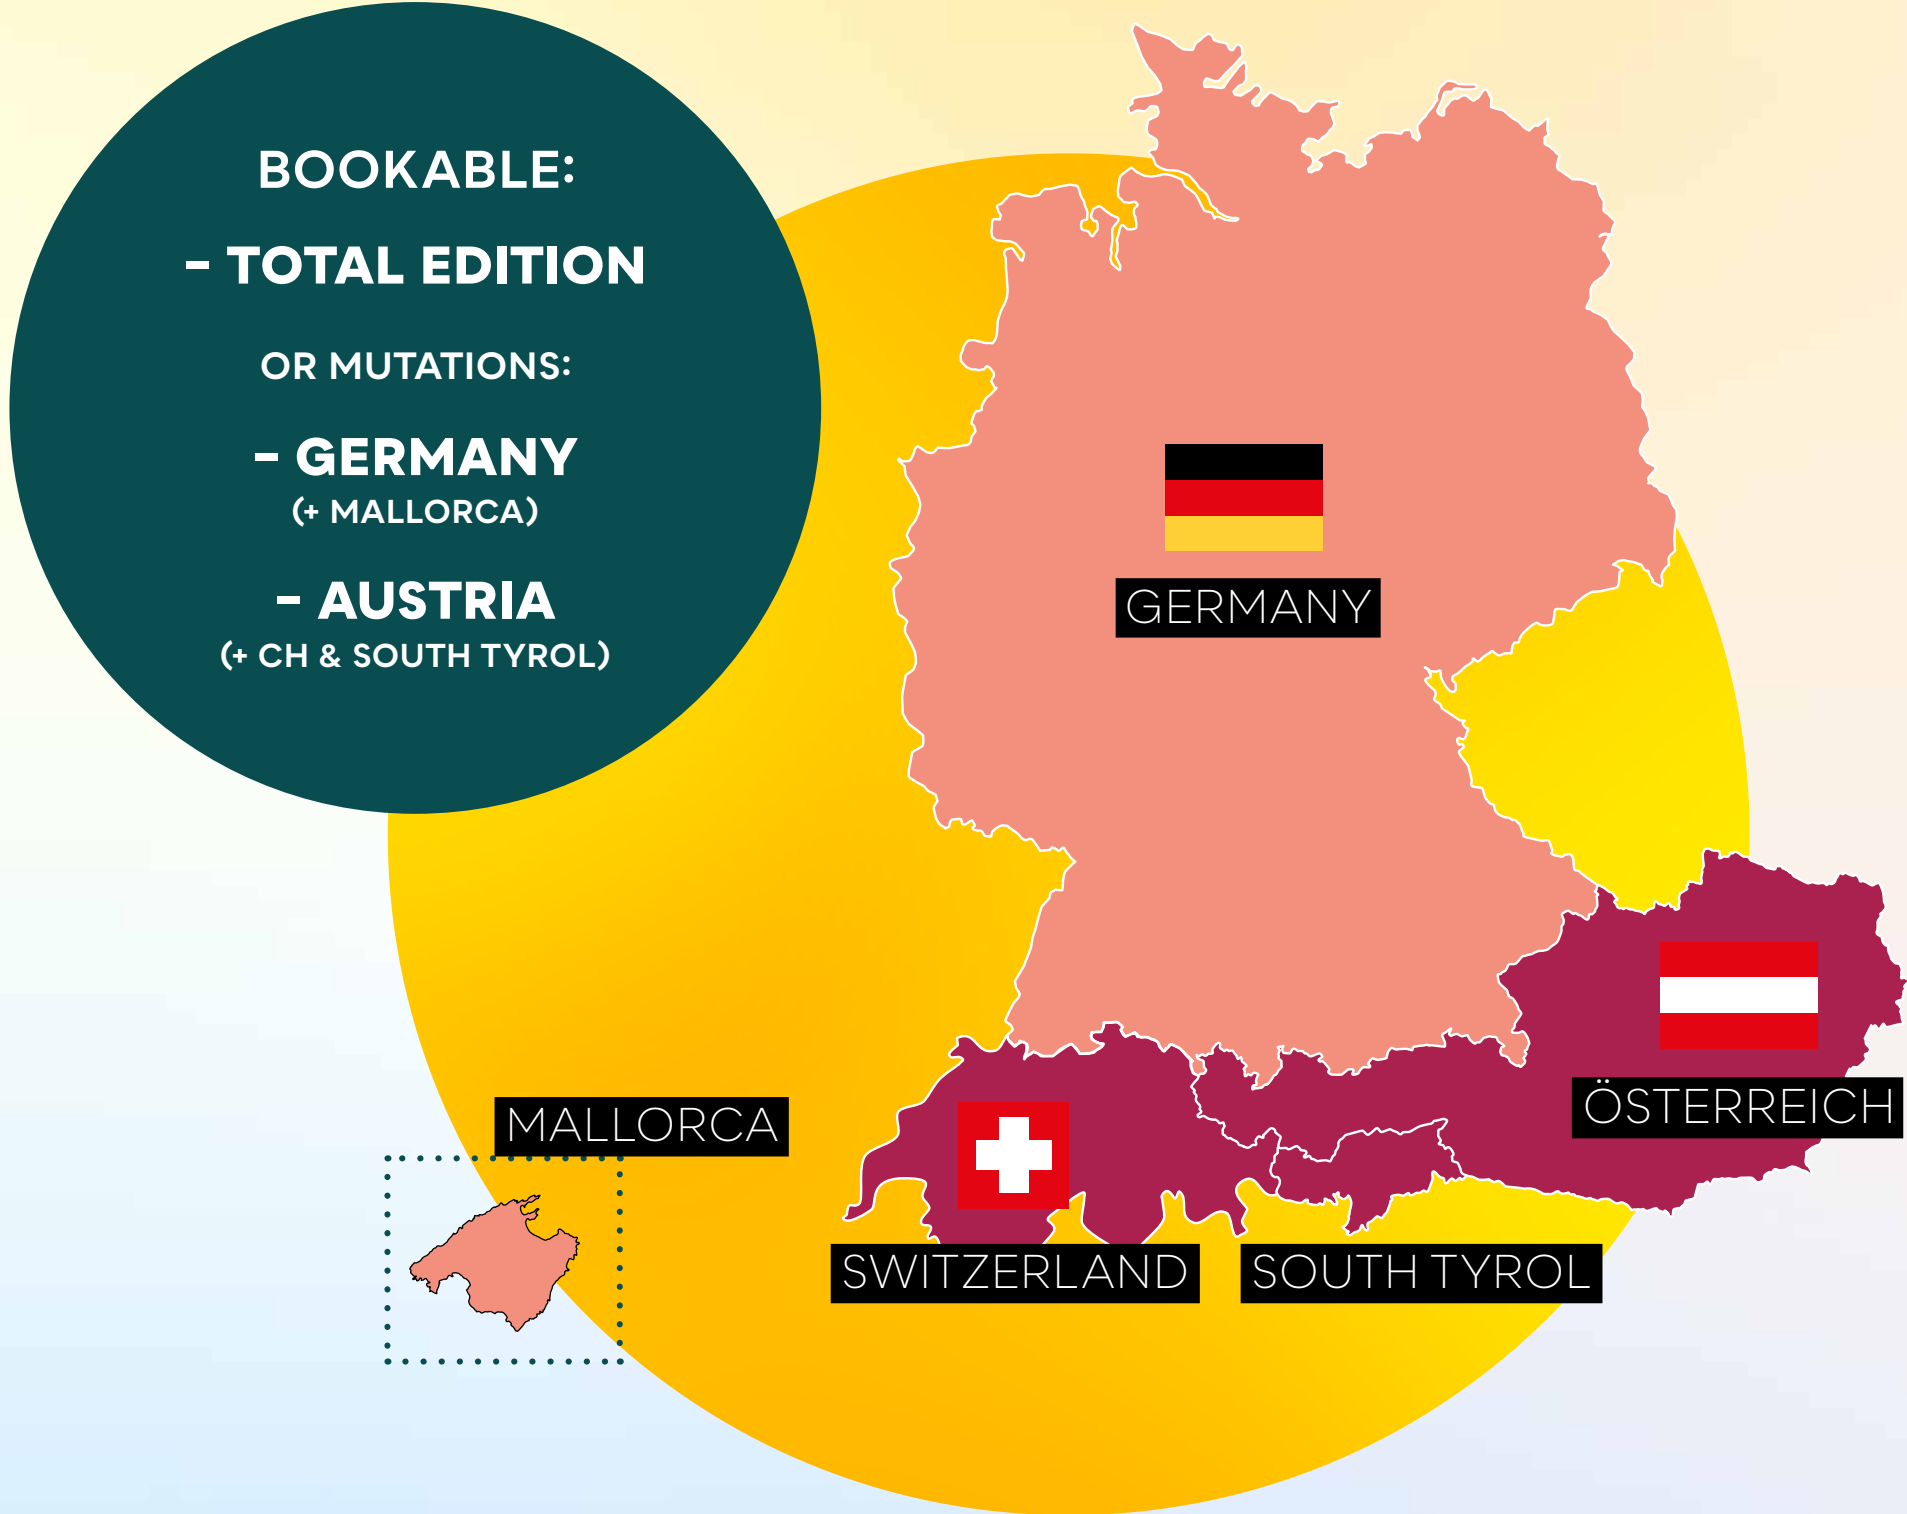 BOOKABLE:
- TOTAL EDITION
OR MUTATIONS:
- GERMANY
(+ MALLORCA)
- AUSTRIA
(+ CH & SOUTH TYROL)
GERMANY
ÖSTERREICH
MALLORCA
SWITZERLAND
SOUTH TYROL